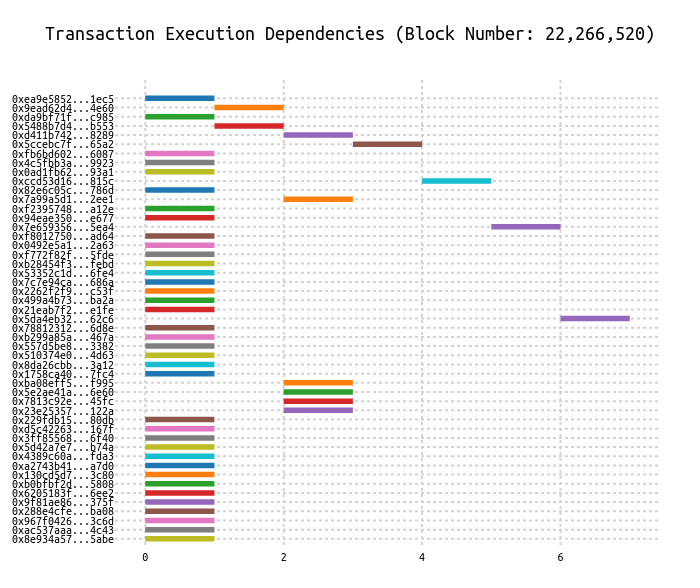 Transaction Execution Dependencies (Block Number: 22,266,520)
0xea9e5852...1ec5
0x9ead62d4...4e60
0xda9bf71f...c985
0x5488b7d4...b553
0xd411b742...8289
0x5ccebc7f...65a2
0xfb6bd602...6087
0x4c5fbb3a...9923
0x0ad1fb62...93a1
0xccd53d16...815c
0x82e6c05c...786d
0x7a99a5d1...2ee1
0xf2395748...a12e
0x94eae350...e677
0x7e659356...5ea4
0xf8012750...ad64
0x0492e5a1...2a63
0xf772f82f...5fde
0xb28454f3...febd
0x53352c1d...6fe4
0x7c7e94ca...686a
0x2262f2f9...c53f
0x499a4b73...ba2a
0x21eab7f2...e1fe
0x5da4eb32...62c6
0x78812312...6d8e
0xb299a85a...467a
0x557d5be8...3382
0x510374e0...4d63
0x8da26cbb...3a12
0x1758ca40...7fc4
0xba08eff5...f995
0x5e2ae41a...6e60
0x7813c92e...45fc
0x23e25357...122a
0x229fdb15...80db
0xd5c42263...167f
0x3ff85568...6f40
0x5d42a7e7...b74a
0x4389c60a...fda3
0xa2743b41...a7d0
0x130cd5d7...3c80
0xb0bfbf2d...5808
0x6205183f...6ee2
0x9f81ae86...375f
0x288e4cfe...ba08
0x967f0426...3c6d
0xac537aaa...4c43
0x8e934a57...5abe
0 2 4 6